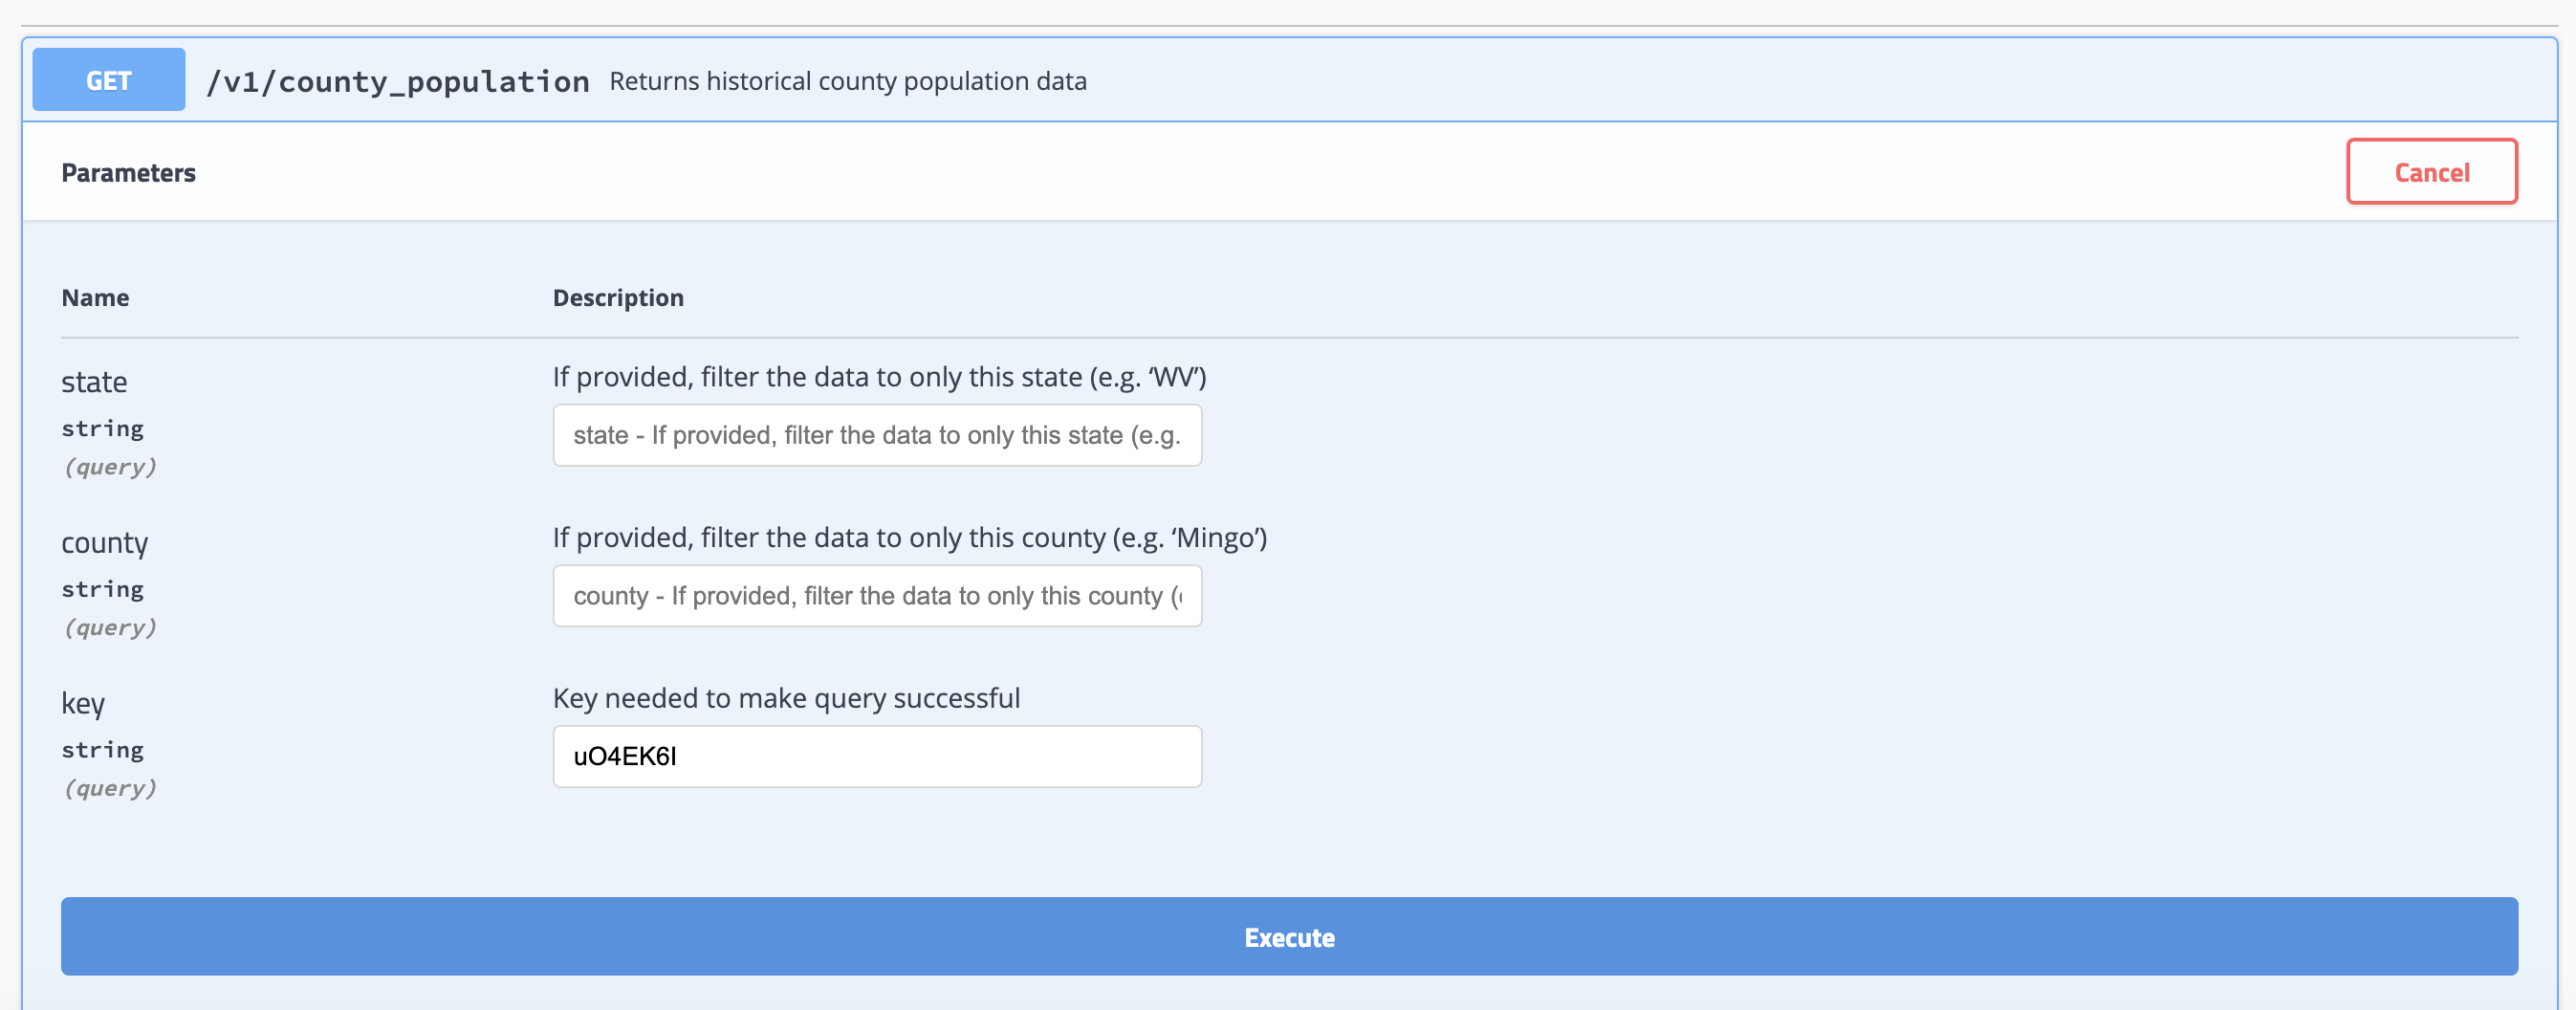 GET /v1/county_population Returns historical county population data
Parameters
Cancel
Name Description
state If provided, filter the data to only this state (e.g. ‘WV’)
string state - If provided, filter the data to only this state (e.g.
(query)
county If provided, filter the data to only this county (e.g. ‘Mingo’)
string county - If provided, filter the data to only this county (
(query)
key Key needed to make query successful
string uO4EK6I
(query)
Execute